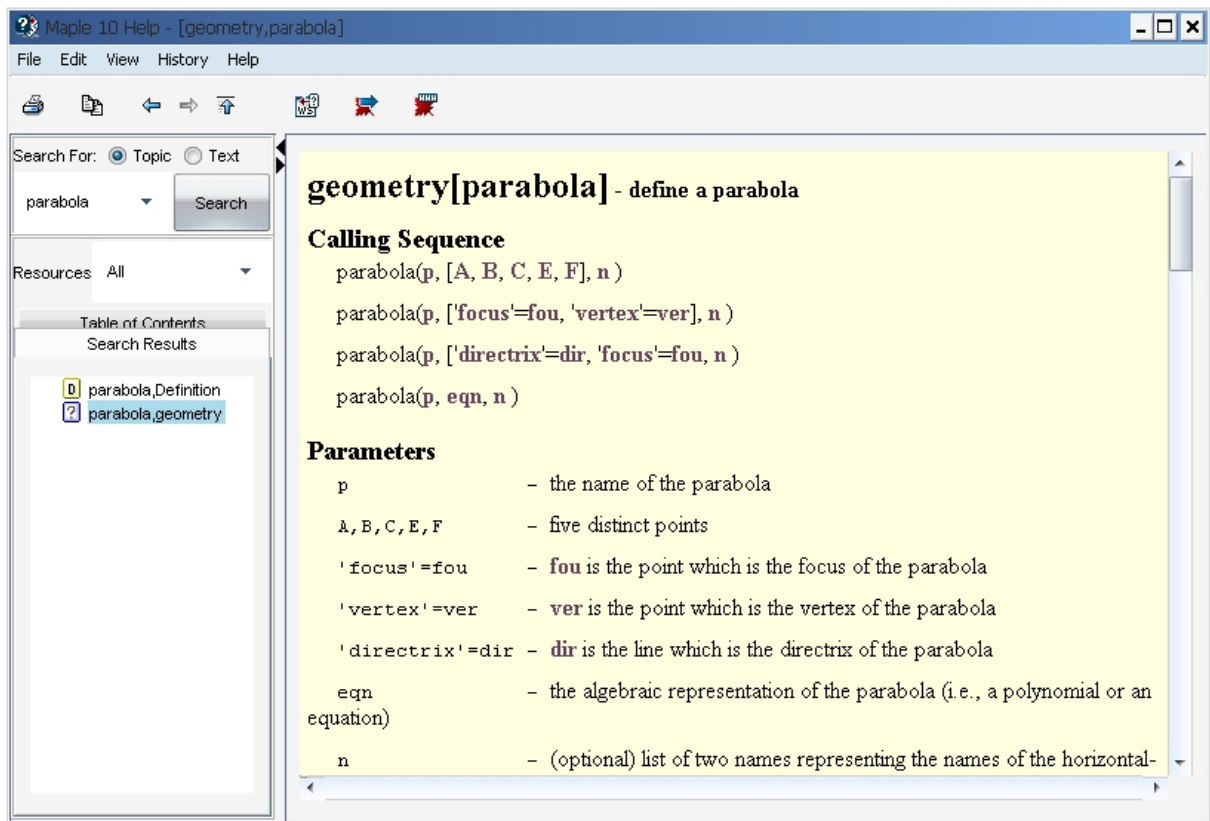 Maple 10 Help - [geometry,parabola]
File Edit View History Help
Search For: Topic Text
parabola Search
Resources All
Table of Contents
Search Results
parabola,Definition
parabola,geometry
geometry[parabola] - define a parabola
Calling Sequence
parabola(p, [A, B, C, E, F], n )
parabola(p, ['focus'=fou, 'vertex'=ver], n )
parabola(p, ['directrix'=dir, 'focus'=fou, n )
parabola(p, eqn, n )
Parameters
p – the name of the parabola
A,B,C,E,F – five distinct points
'focus'=fou – fou is the point which is the focus of the parabola
'vertex'=ver – ver is the point which is the vertex of the parabola
'directrix'=dir – dir is the line which is the directrix of the parabola
eqn – the algebraic representation of the parabola (i.e., a polynomial or an
equation)
n – (optional) list of two names representing the names of the horizontal-